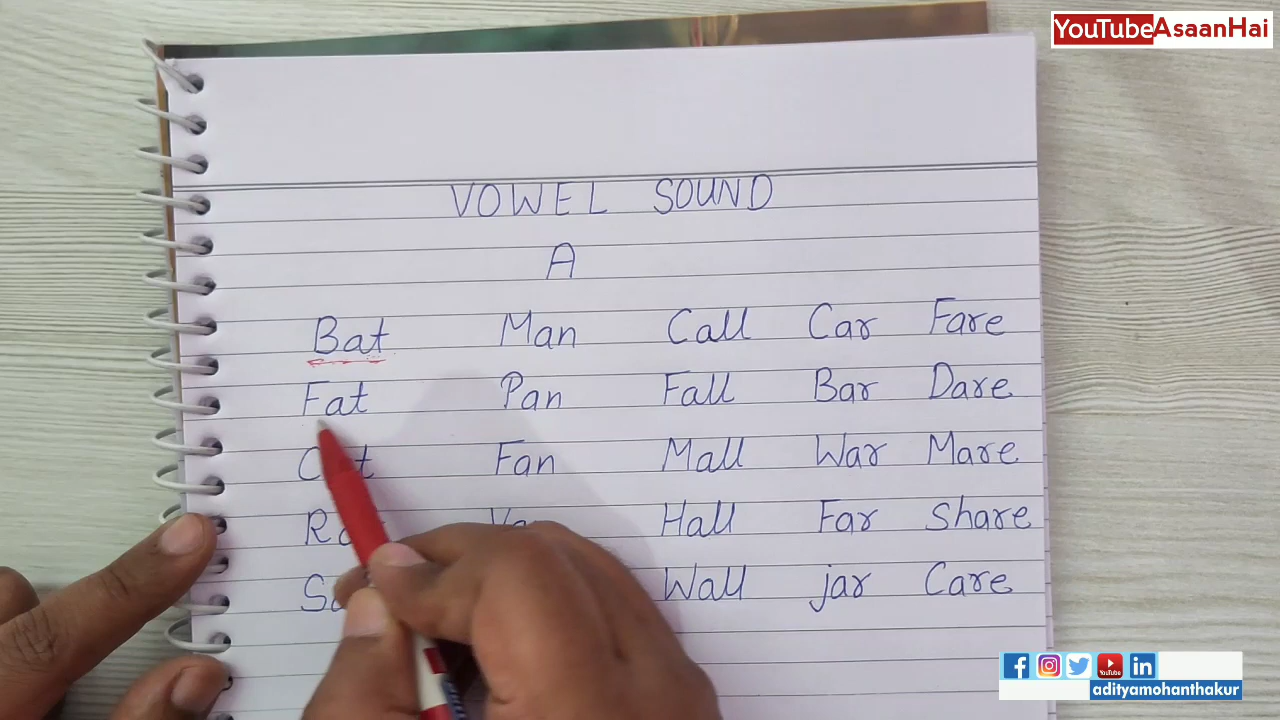 YouTubeAsaanHai
VOWEL SOUND
A
Bat Man Call Car Fare
Fat Pan Fall Bar Dare
Fan Mall War Mare
Hall Far Share
Wall jar Care
adityamohanthakur